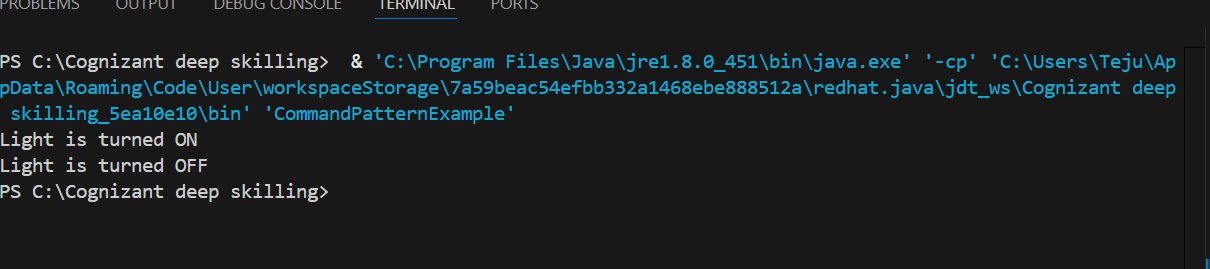 PROBLEMS OUTPUT DEBUG CONSOLE TERMINAL PORTS
PS C:\Cognizant deep skilling>  & 'C:\Program Files\Java\jre1.8.0_451\bin\java.exe' '-cp' 'C:\Users\Teju\Ap
pData\Roaming\Code\User\workspaceStorage\7a59beac54efbb332a1468ebe888512a\redhat.java\jdt_ws\Cognizant deep
 skilling_5ea10e10\bin' 'CommandPatternExample'
Light is turned ON
Light is turned OFF
PS C:\Cognizant deep skilling>